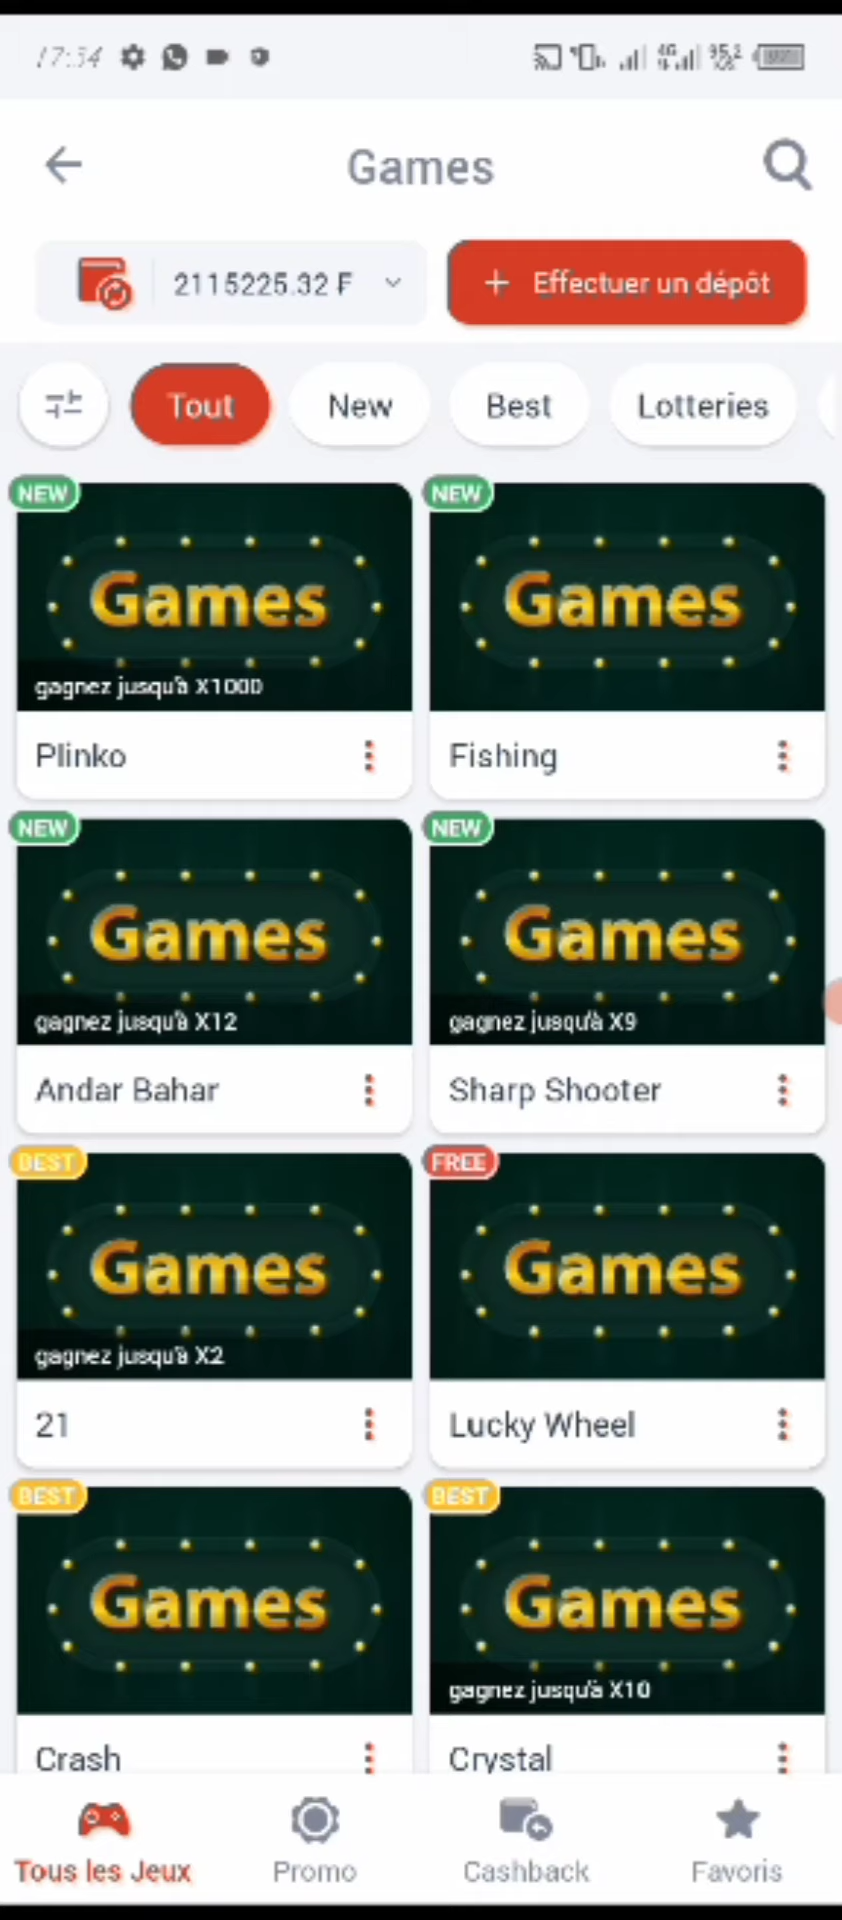 17:54
Games
2115225.32 F
+ Effectuer un dépôt
Tout
New
Best
Lotteries
NEW
Games
gagnez jusqu'à X1000
Plinko
NEW
Games
Fishing
NEW
Games
gagnez jusqu'à X12
Andar Bahar
NEW
Games
gagnez jusqu'à X9
Sharp Shooter
BEST
Games
gagnez jusqu'à X2
21
FREE
Games
Lucky Wheel
BEST
Games
Crash
BEST
Games
gagnez jusqu'à X10
Crystal
Tous les Jeux
Promo
Cashback
Favoris